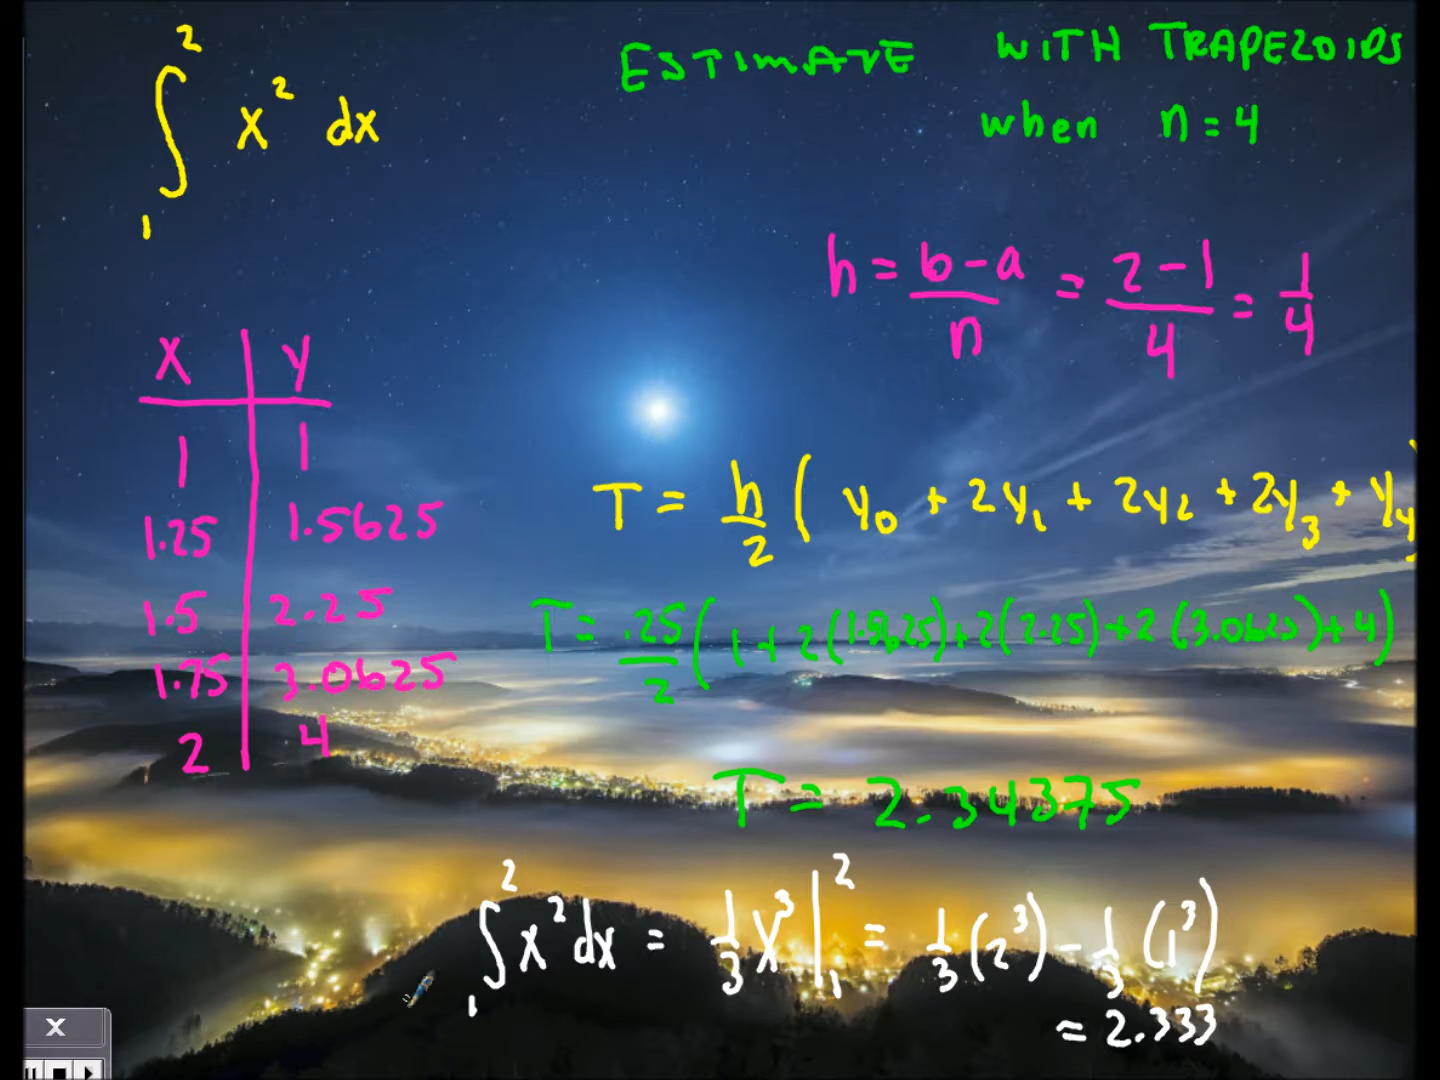 ∫₁² x² dx
ESTIMATE WITH TRAPEZOIDS
when n = 4
h = (b - a)/n = (2 - 1)/4 = 1/4
x | y
1 | 1
1.25 | 1.5625
1.5 | 2.25
1.75 | 3.0625
2 | 4
T = h/2 ( y₀ + 2y₁ + 2y₂ + 2y₃ + y₄)
T = .25/2 (1 + 2(1.5625) + 2(2.25) + 2(3.0625) + 4)
T = 2.34375
∫₁² x² dx = 1/3 x³ |₁² = 1/3 (2³) - 1/3 (1³)
= 2.333
X